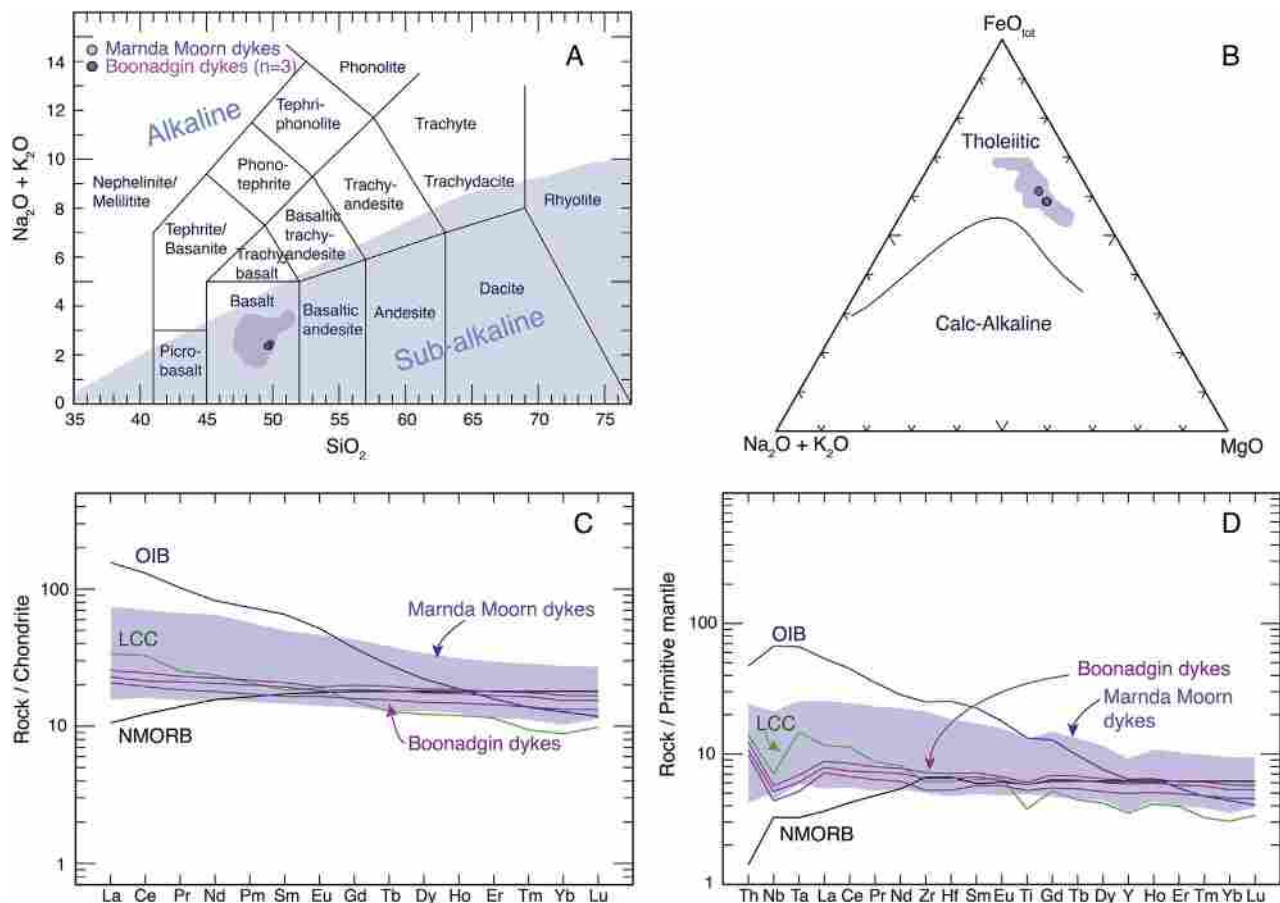 A
Marnda Moorn dykes
Boonadgin dykes (n=3)
Alkaline
Phonolite
Tephri-
phonolite
Trachyte
Nephelinite/
Melilitite
Phono-
tephrite
Trachy-
andesite
Trachydacite
Rhyolite
Tephrite/
Basanite
Basaltic
trachy-
andesite
Trachy-
basalt
Basalt
Basaltic
andesite
Andesite
Dacite
Picro-
basalt
Sub-alkaline
Na₂O + K₂O
14
12
10
8
6
4
2
0
35 40 45 50 55 60 65 70 75
SiO₂
B
FeO tot
Tholeiitic
Calc-Alkaline
Na₂O + K₂O
MgO
C
OIB
Marnda Moorn dykes
LCC
NMORB
Boonadgin dykes
Rock / Chondrite
100
10
1
La Ce Pr Nd Pm Sm Eu Gd Tb Dy Ho Er Tm Yb Lu
D
OIB
Boonadgin dykes
Marnda Moorn
dykes
LCC
NMORB
Rock / Primitive mantle
100
10
1
Th Nb Ta La Ce Pr Nd Zr Hf Sm Eu Ti Gd Tb Dy Y Ho Er Tm Yb Lu